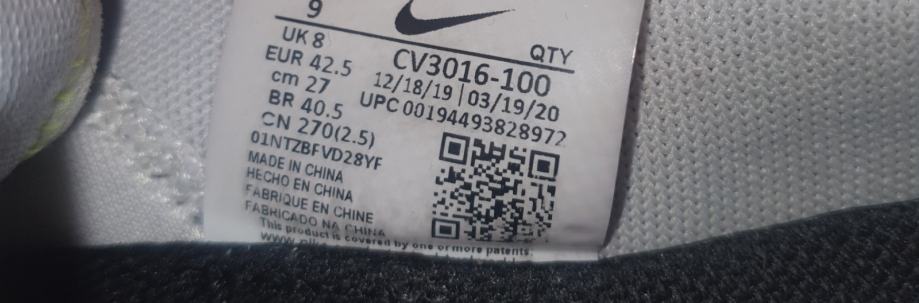 9
UK 8
QTY
EUR 42.5
CV3016-100
cm 27
12/18/19 | 03/19/20
BR 40.5
UPC 00194493828972
CN 270(2.5)
01NTZBFVD28YF
MADE IN CHINA
HECHO EN CHINA
FABRIQUE EN CHINE
FABRICADO NA CHINA
This product is covered by one or more patents.